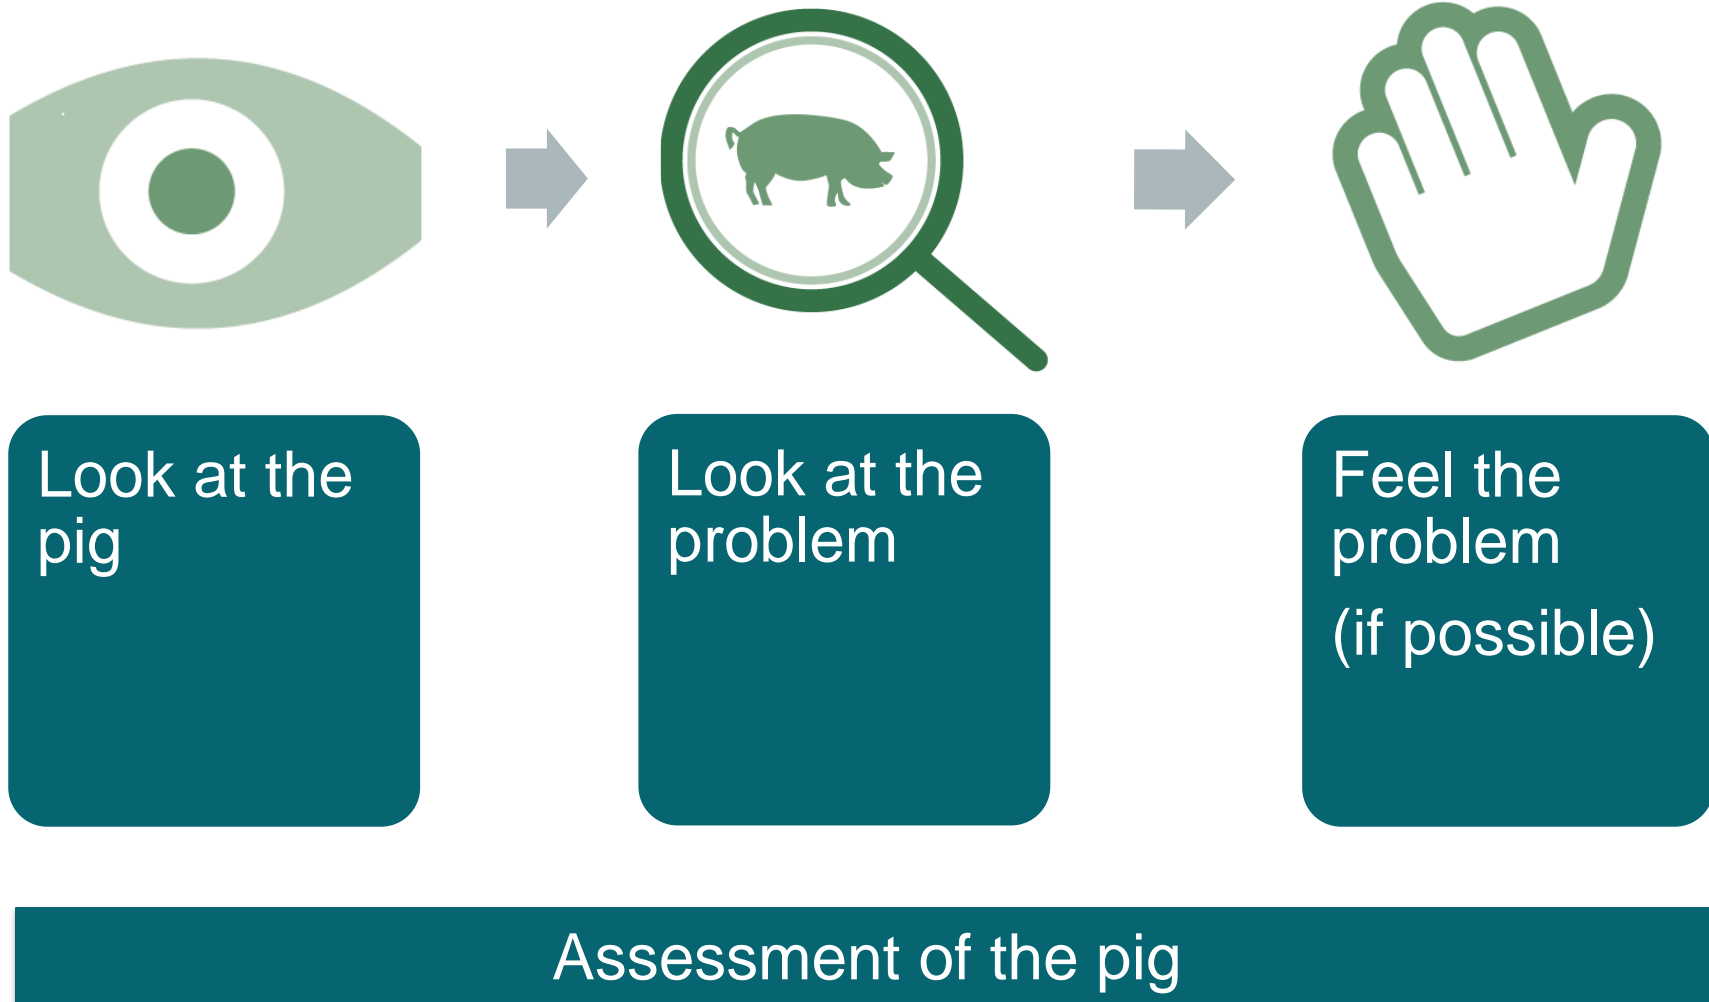 Look at the
pig
Look at the
problem
Feel the
problem
(if possible)
Assessment of the pig